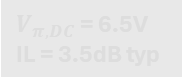 Vπ,DC = 6.5V
IL = 3.5dB typ